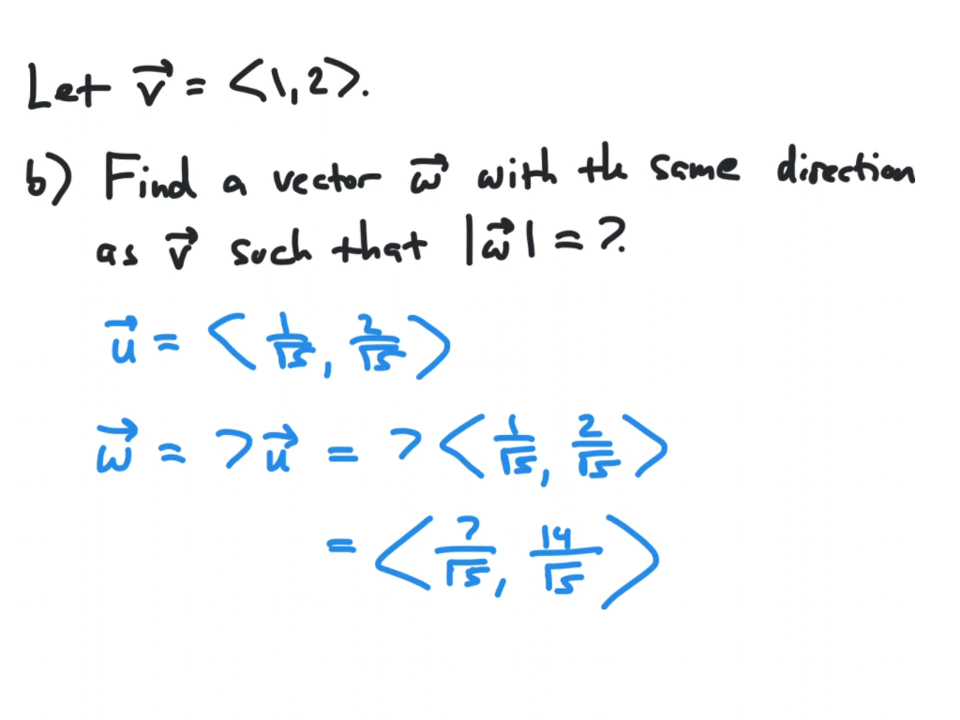 Let v⃗ = <1,2>.
b) Find a vector w⃗ with the same direction
as v⃗ such that |w⃗| = 7.
u⃗ = <1/√5, 2/√5>
w⃗ = 7u⃗ = 7<1/√5, 2/√5>
= <7/√5, 14/√5>